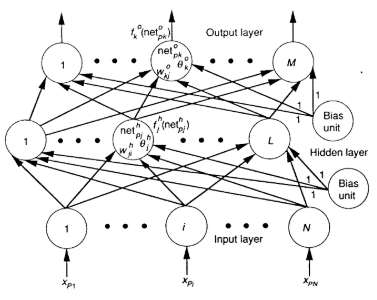 f_k^o(net_pk^o)
Output layer
1
net_pk^o
w_kj^o θ_k^o
M
1
1
1
Bias unit
1
net_pj^h
w_ji^h θ_j^h
f_j^h(net_pj^h)
L
Hidden layer
1
1
1
Bias unit
1
i
N
Input layer
x_P1
x_Pi
x_PN